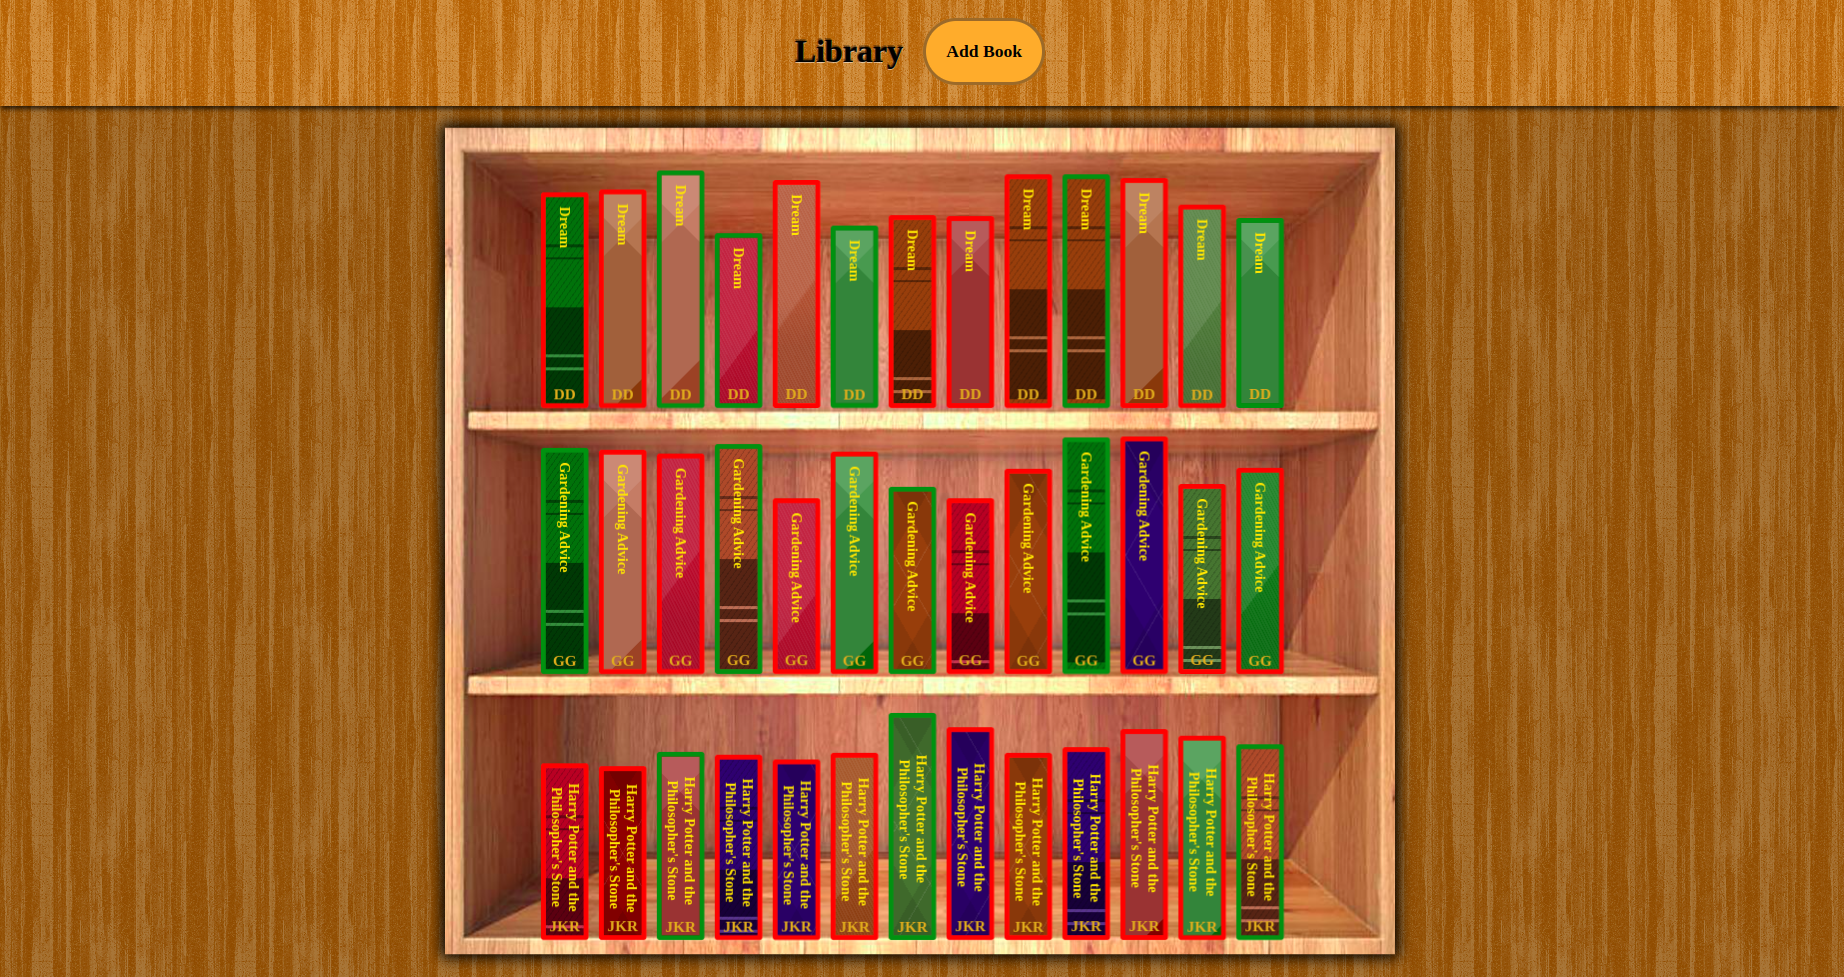 Library
Add Book
Dream
Dream
Dream
Dream
Dream
Dream
Dream
Dream
Dream
Dream
Dream
Dream
Dream
DD
DD
DD
DD
DD
DD
DD
DD
DD
DD
DD
DD
DD
Gardening Advice
Gardening Advice
Gardening Advice
Gardening Advice
Gardening Advice
Gardening Advice
Gardening Advice
Gardening Advice
Gardening Advice
Gardening Advice
Gardening Advice
Gardening Advice
Gardening Advice
GG
GG
GG
GG
GG
GG
GG
GG
GG
GG
GG
GG
GG
Harry Potter and the
Philosopher's Stone
Harry Potter and the
Philosopher's Stone
Harry Potter and the
Philosopher's Stone
Harry Potter and the
Philosopher's Stone
Harry Potter and the
Philosopher's Stone
Harry Potter and the
Philosopher's Stone
Harry Potter and the
Philosopher's Stone
Harry Potter and the
Philosopher's Stone
Harry Potter and the
Philosopher's Stone
Harry Potter and the
Philosopher's Stone
Harry Potter and the
Philosopher's Stone
Harry Potter and the
Philosopher's Stone
Harry Potter and the
Philosopher's Stone
JKR
JKR
JKR
JKR
JKR
JKR
JKR
JKR
JKR
JKR
JKR
JKR
JKR